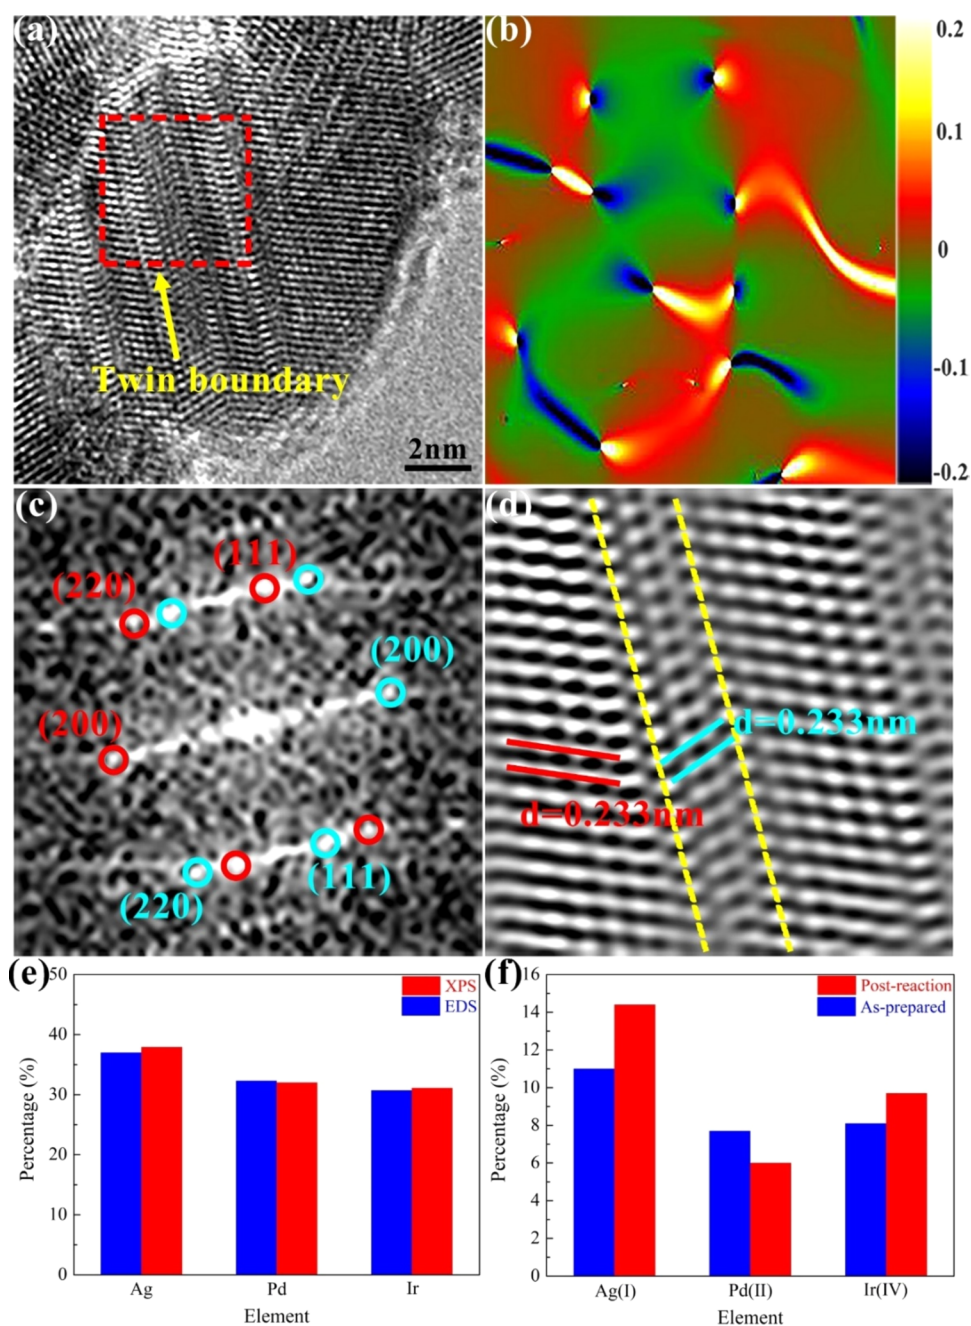 (a)
Twin boundary
2nm
(b)
0.2
0.1
0
-0.1
-0.2
(c)
(111)
(220)
(200)
(200)
(111)
(220)
(d)
d=0.233nm
d=0.233nm
(e)
50
40
30
20
10
0
Percentage (%)
XPS
EDS
Ag Pd Ir
Element
(f)
16
14
12
10
8
6
4
2
0
Percentage (%)
Post-reaction
As-prepared
Ag(I) Pd(II) Ir(IV)
Element